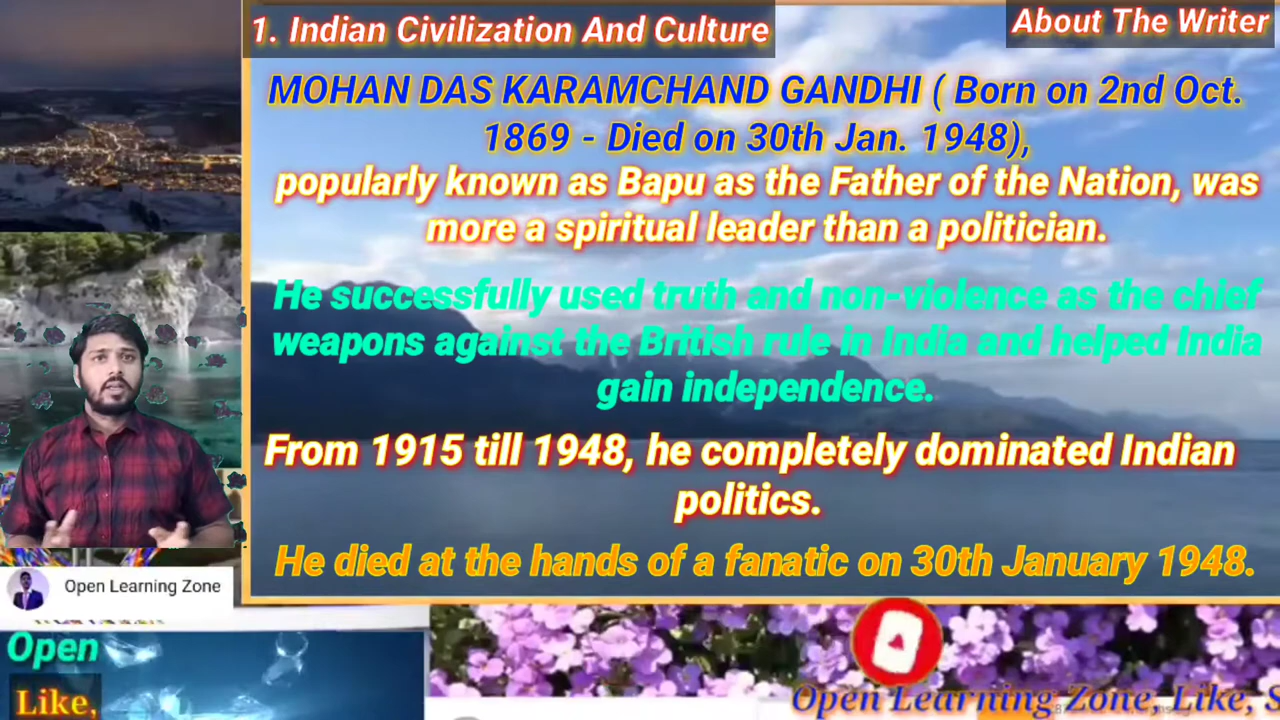 1. Indian Civilization And Culture
About The Writer
MOHAN DAS KARAMCHAND GANDHI ( Born on 2nd Oct.
1869 - Died on 30th Jan. 1948),
popularly known as Bapu as the Father of the Nation, was
more a spiritual leader than a politician.
He successfully used truth and non-violence as the chief
weapons against the British rule in India and helped India
gain independence.
From 1915 till 1948, he completely dominated Indian
politics.
He died at the hands of a fanatic on 30th January 1948.
Open Learning Zone
Open
Like,
Open Learning Zone, Like, S